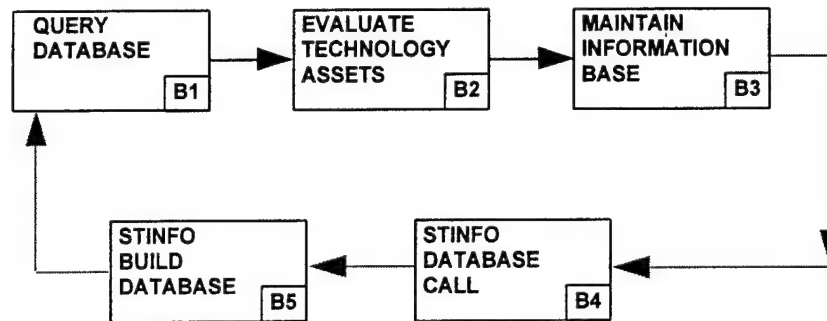 QUERY
DATABASE
B1
EVALUATE
TECHNOLOGY
ASSETS
B2
MAINTAIN
INFORMATION
BASE
B3
STINFO
BUILD
DATABASE
B5
STINFO
DATABASE
CALL
B4